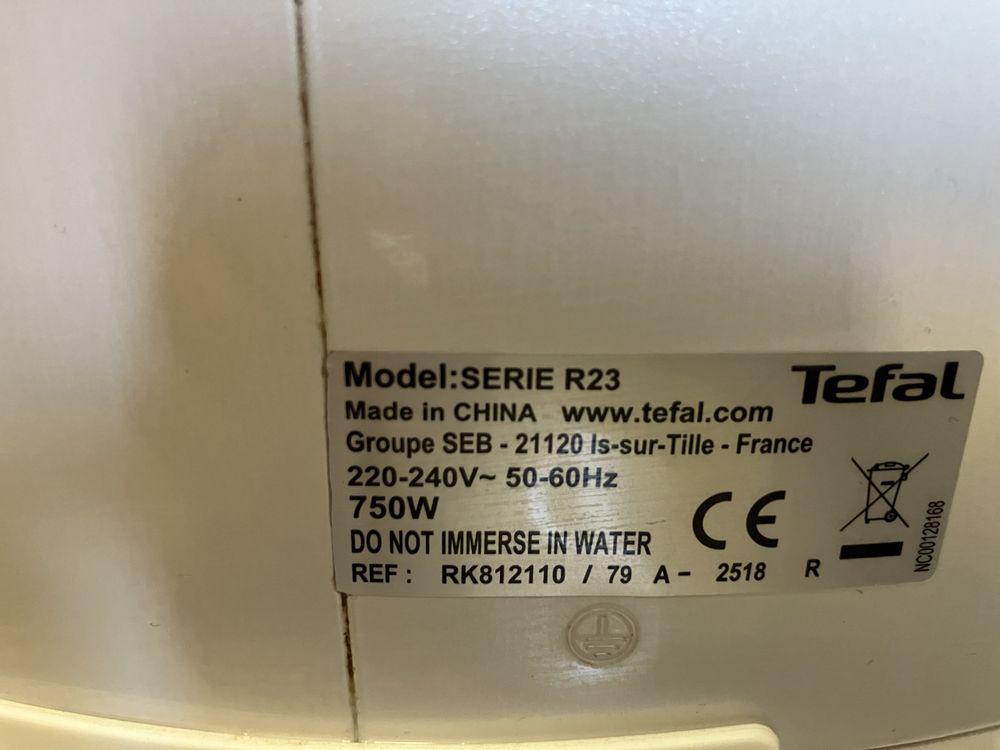 Model:SERIE R23
Tefal
Made in CHINA www.tefal.com
Groupe SEB - 21120 Is-sur-Tille - France
220-240V~ 50-60Hz
750W
CE
DO NOT IMMERSE IN WATER
REF : RK812110 / 79 A - 2518 R
NC00128168